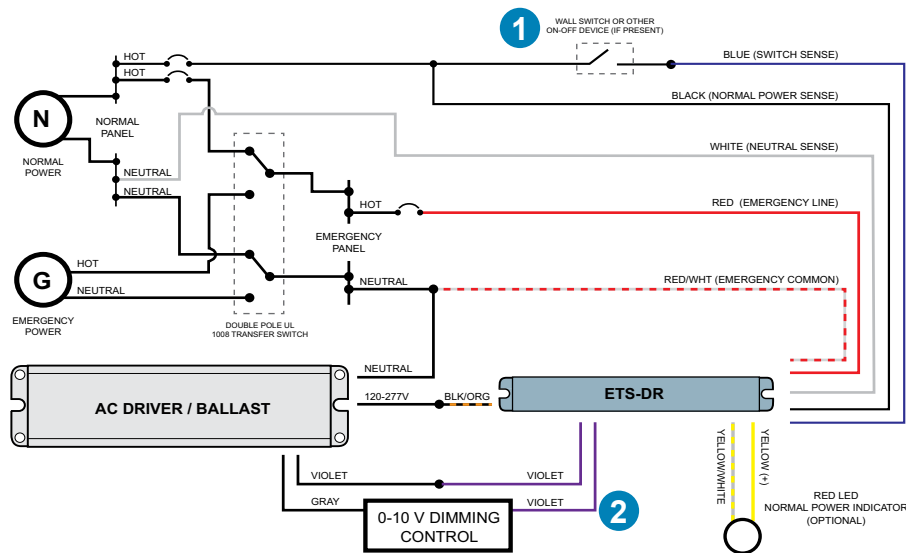 1
WALL SWITCH OR OTHER
ON-OFF DEVICE (IF PRESENT)
HOT
HOT
BLUE (SWITCH SENSE)
BLACK (NORMAL POWER SENSE)
N
NORMAL
PANEL
NORMAL
POWER
WHITE (NEUTRAL SENSE)
NEUTRAL
NEUTRAL
HOT
RED (EMERGENCY LINE)
EMERGENCY
PANEL
G
HOT
NEUTRAL
EMERGENCY
POWER
NEUTRAL
RED/WHT (EMERGENCY COMMON)
DOUBLE POLE UL
1008 TRANSFER SWITCH
NEUTRAL
AC DRIVER / BALLAST
120-277V
BLK/ORG
ETS-DR
YELLOW/WHITE
YELLOW (+)
VIOLET
VIOLET
GRAY
VIOLET
0-10 V DIMMING
CONTROL
2
RED LED
NORMAL POWER INDICATOR
(OPTIONAL)